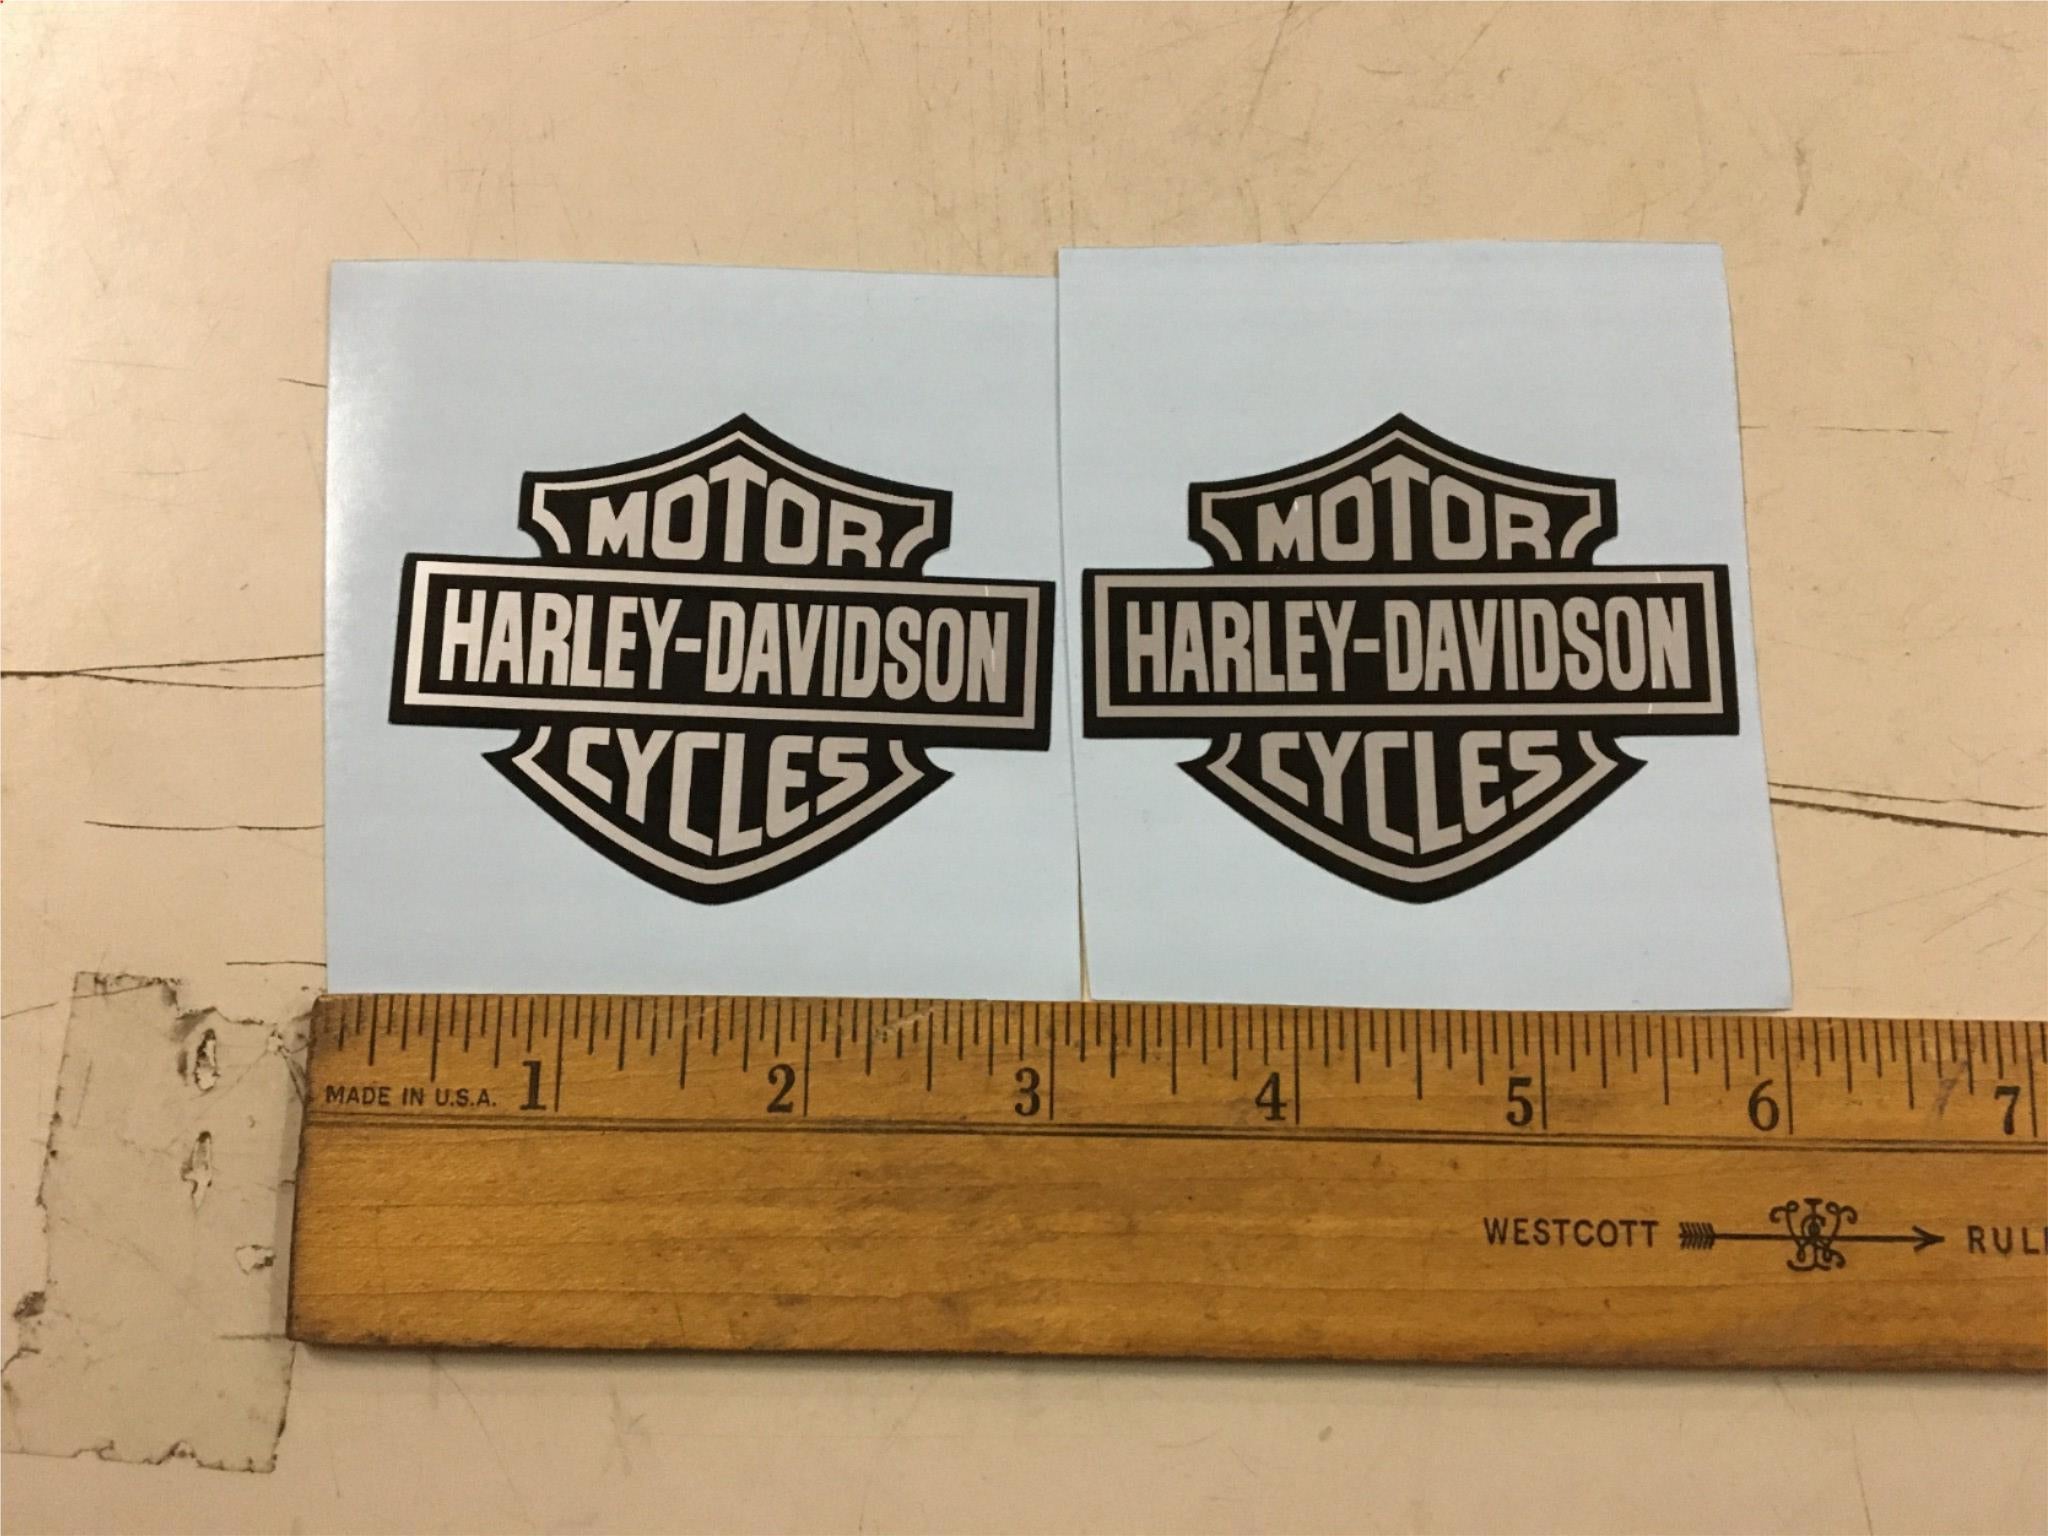 MOTOR
HARLEY-DAVIDSON
CYCLES
MOTOR
HARLEY-DAVIDSON
CYCLES
MADE IN U.S.A. 1 2 3 4 5 6 7
WESTCOTT RUL